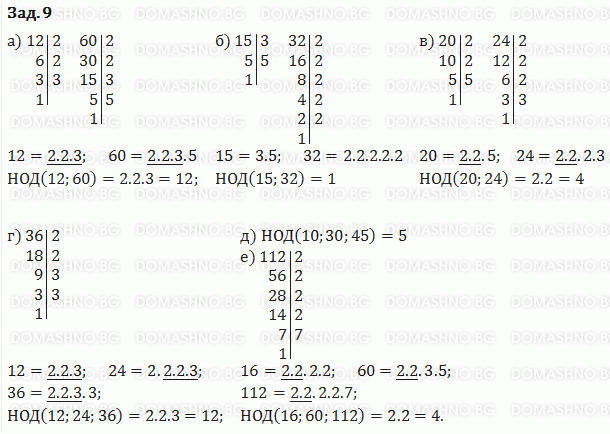 Зад. 9
а) 12|2 60|2 б) 15|3 32|2 в) 20|2 24|2
6|2 30|2 5|5 16|2 10|2 12|2
3|3 15|3 1| 8|2 5|5 6|2
1| 5|5 4|2 1| 3|3
1| 2|2 1|
1|
12 = 2.2.3; 60 = 2.2.3.5 15 = 3.5; 32 = 2.2.2.2.2 20 = 2.2.5; 24 = 2.2.2.3
НОД(12; 60) = 2.2.3 = 12; НОД(15; 32) = 1 НОД(20; 24) = 2.2 = 4
г) 36|2 д) НОД(10; 30; 45) = 5
18|2 е) 112|2
9|3 56|2
3|3 28|2
1| 14|2
7|7
1|
12 = 2.2.3; 24 = 2. 2.2.3; 16 = 2.2.2.2; 60 = 2.2.3.5;
36 = 2.2.3.3; 112 = 2.2.2.2.7;
НОД(12; 24; 36) = 2.2.3 = 12; НОД(16; 60; 112) = 2.2 = 4.
DOMASHNO.BG